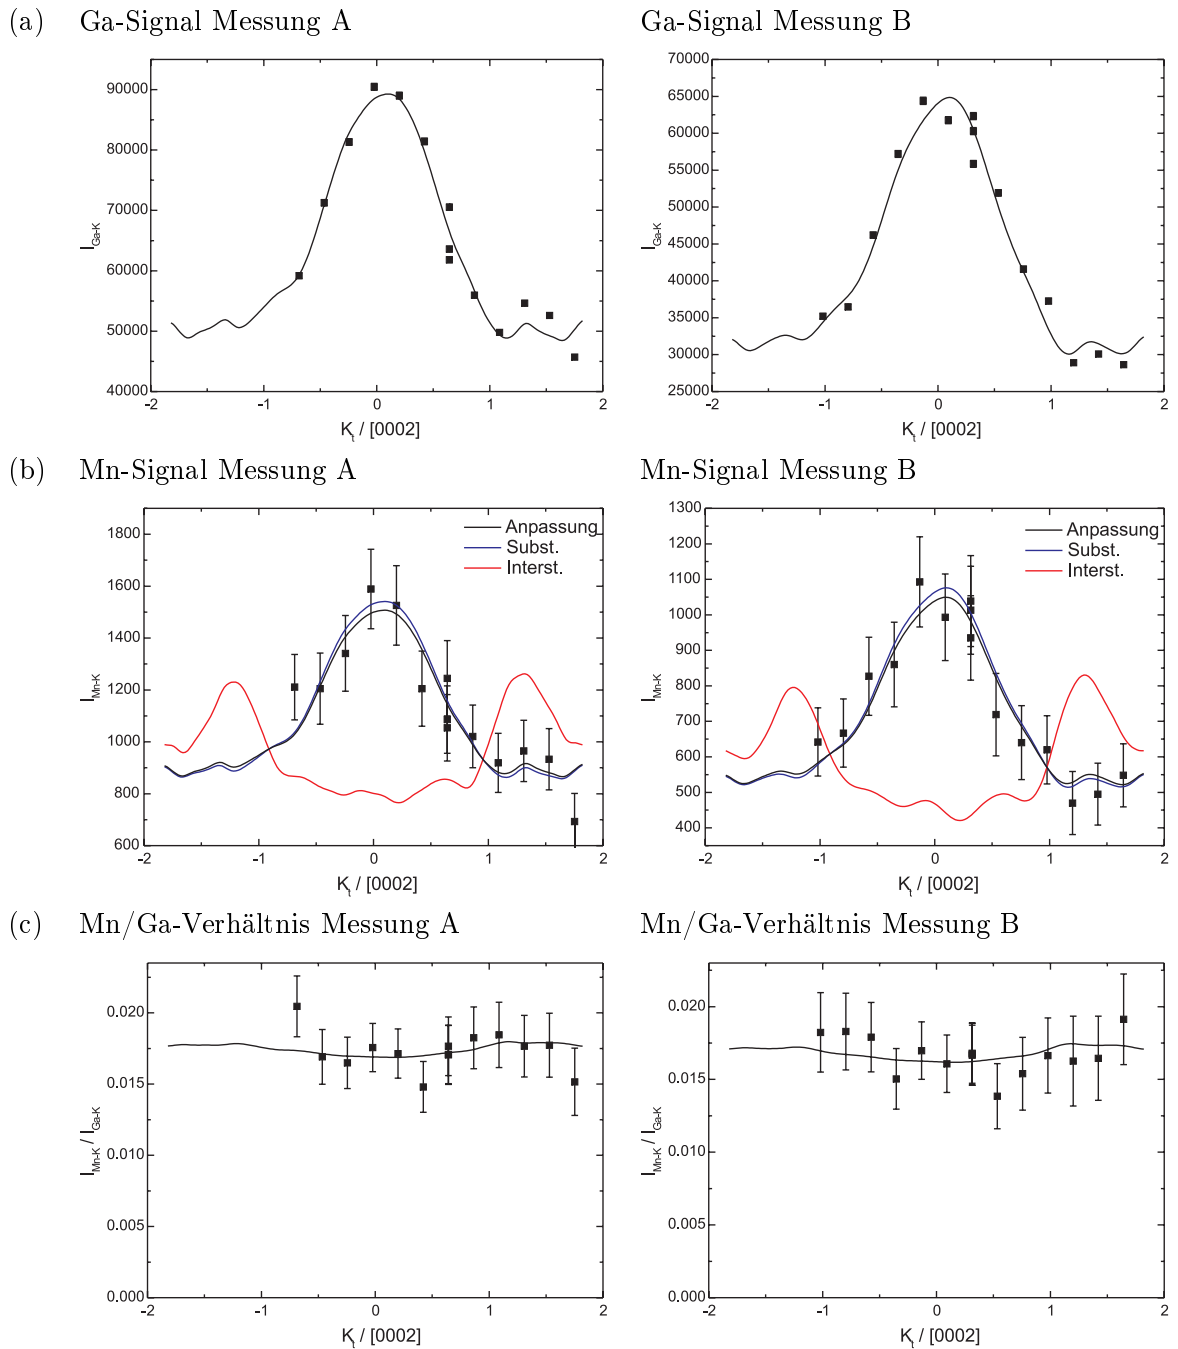 (a) Ga-Signal Messung A
Ga-Signal Messung B
90000
80000
70000
60000
50000
40000
-2 -1 0 1 2
I_Ga-K
K_t / [0002]
70000
65000
60000
55000
50000
45000
40000
35000
30000
25000
-2 -1 0 1 2
I_Ga-K
K_t / [0002]
(b) Mn-Signal Messung A
Mn-Signal Messung B
1800
1600
1400
1200
1000
800
600
-2 -1 0 1 2
I_Mn-K
K_t / [0002]
Anpassung
Subst.
Interst.
1300
1200
1100
1000
900
800
700
600
500
400
-2 -1 0 1 2
I_Mn-K
K_t / [0002]
Anpassung
Subst.
Interst.
(c) Mn/Ga-Verhältnis Messung A
Mn/Ga-Verhältnis Messung B
0.020
0.015
0.010
0.005
0.000
-2 -1 0 1 2
I_Mn-K / I_Ga-K
K_t / [0002]
0.020
0.015
0.010
0.005
0.000
-2 -1 0 1 2
I_Mn-K / I_Ga-K
K_t / [0002]